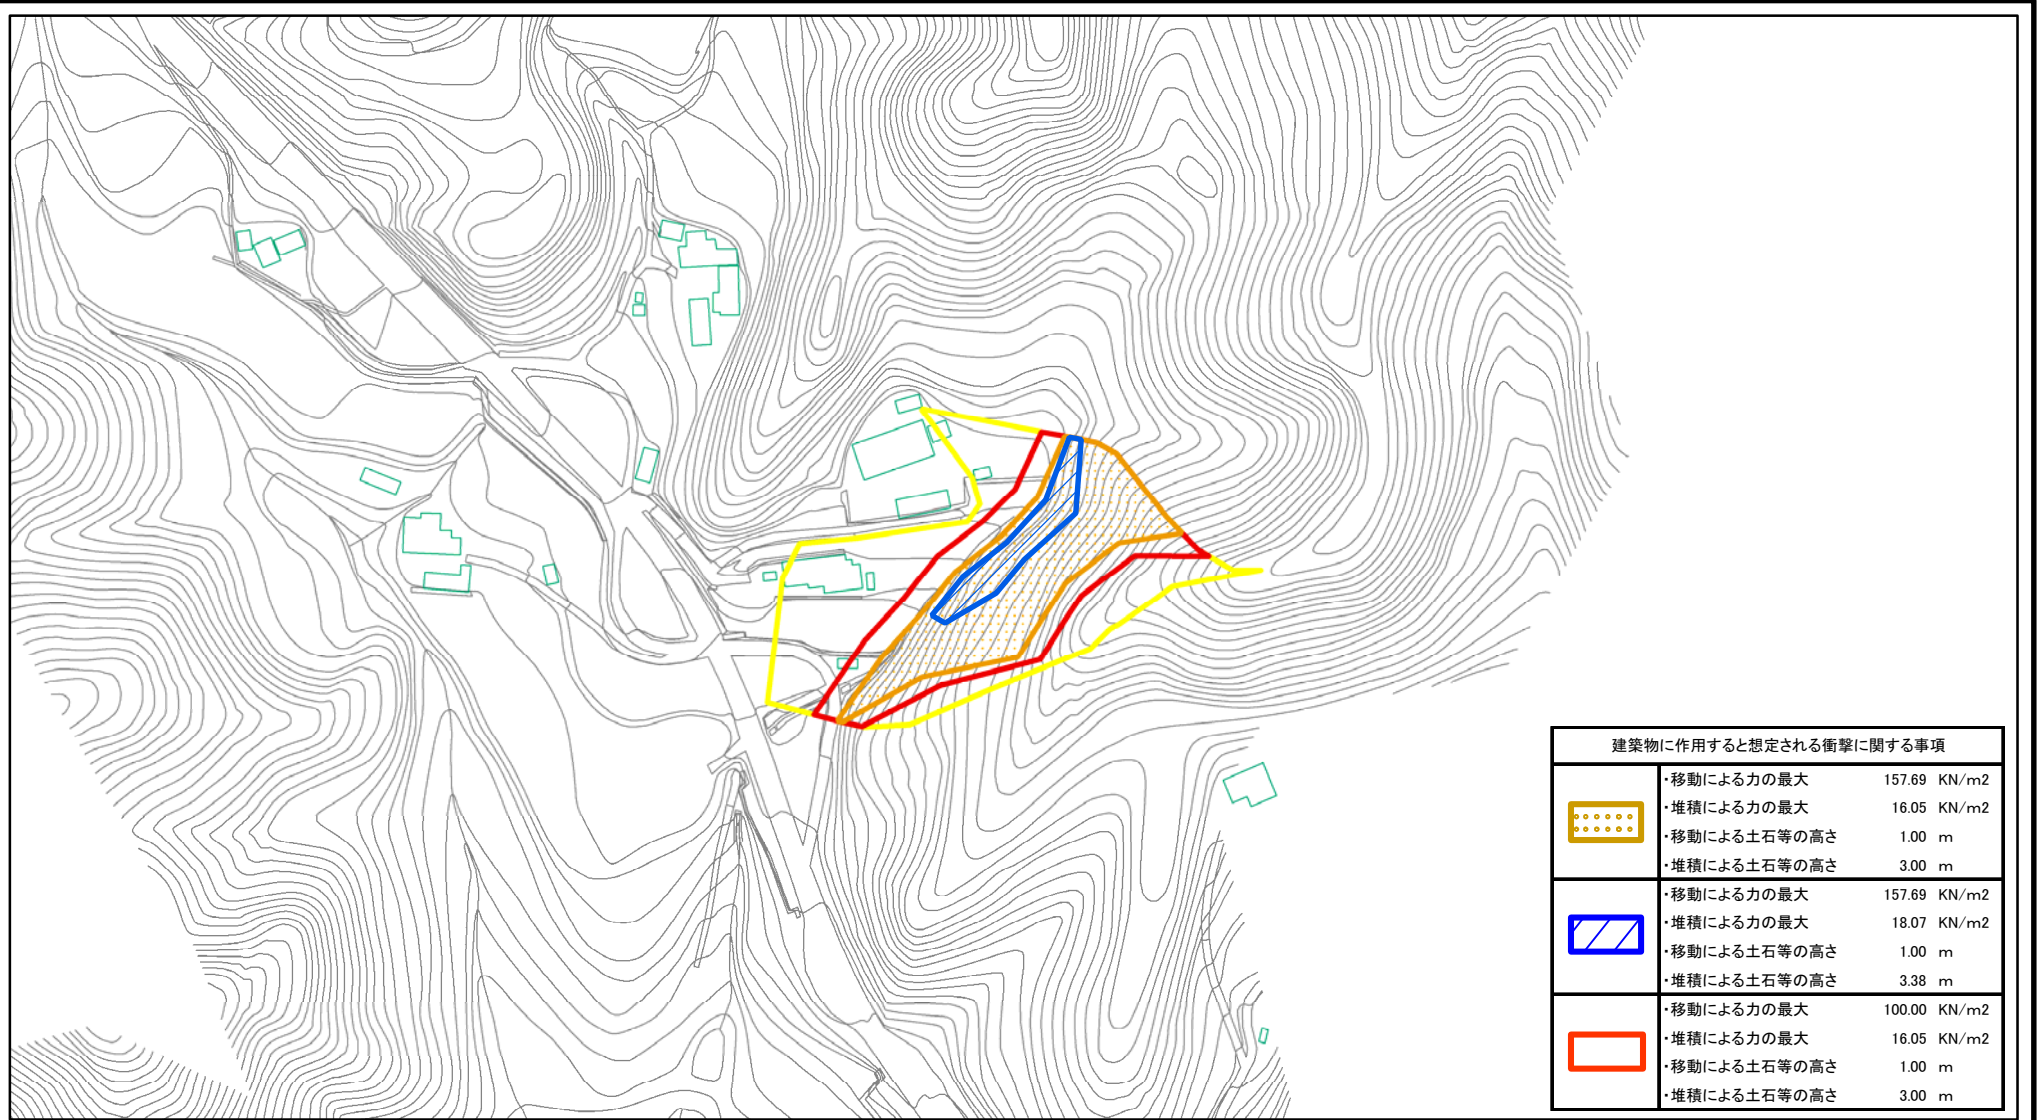 建築物に作用すると想定される衝撃に関する事項
・移動による力の最大 157.69 KN/m2
・堆積による力の最大 16.05 KN/m2
・移動による土石等の高さ 1.00 m
・堆積による土石等の高さ 3.00 m
・移動による力の最大 157.69 KN/m2
・堆積による力の最大 18.07 KN/m2
・移動による土石等の高さ 1.00 m
・堆積による土石等の高さ 3.38 m
・移動による力の最大 100.00 KN/m2
・堆積による力の最大 16.05 KN/m2
・移動による土石等の高さ 1.00 m
・堆積による土石等の高さ 3.00 m